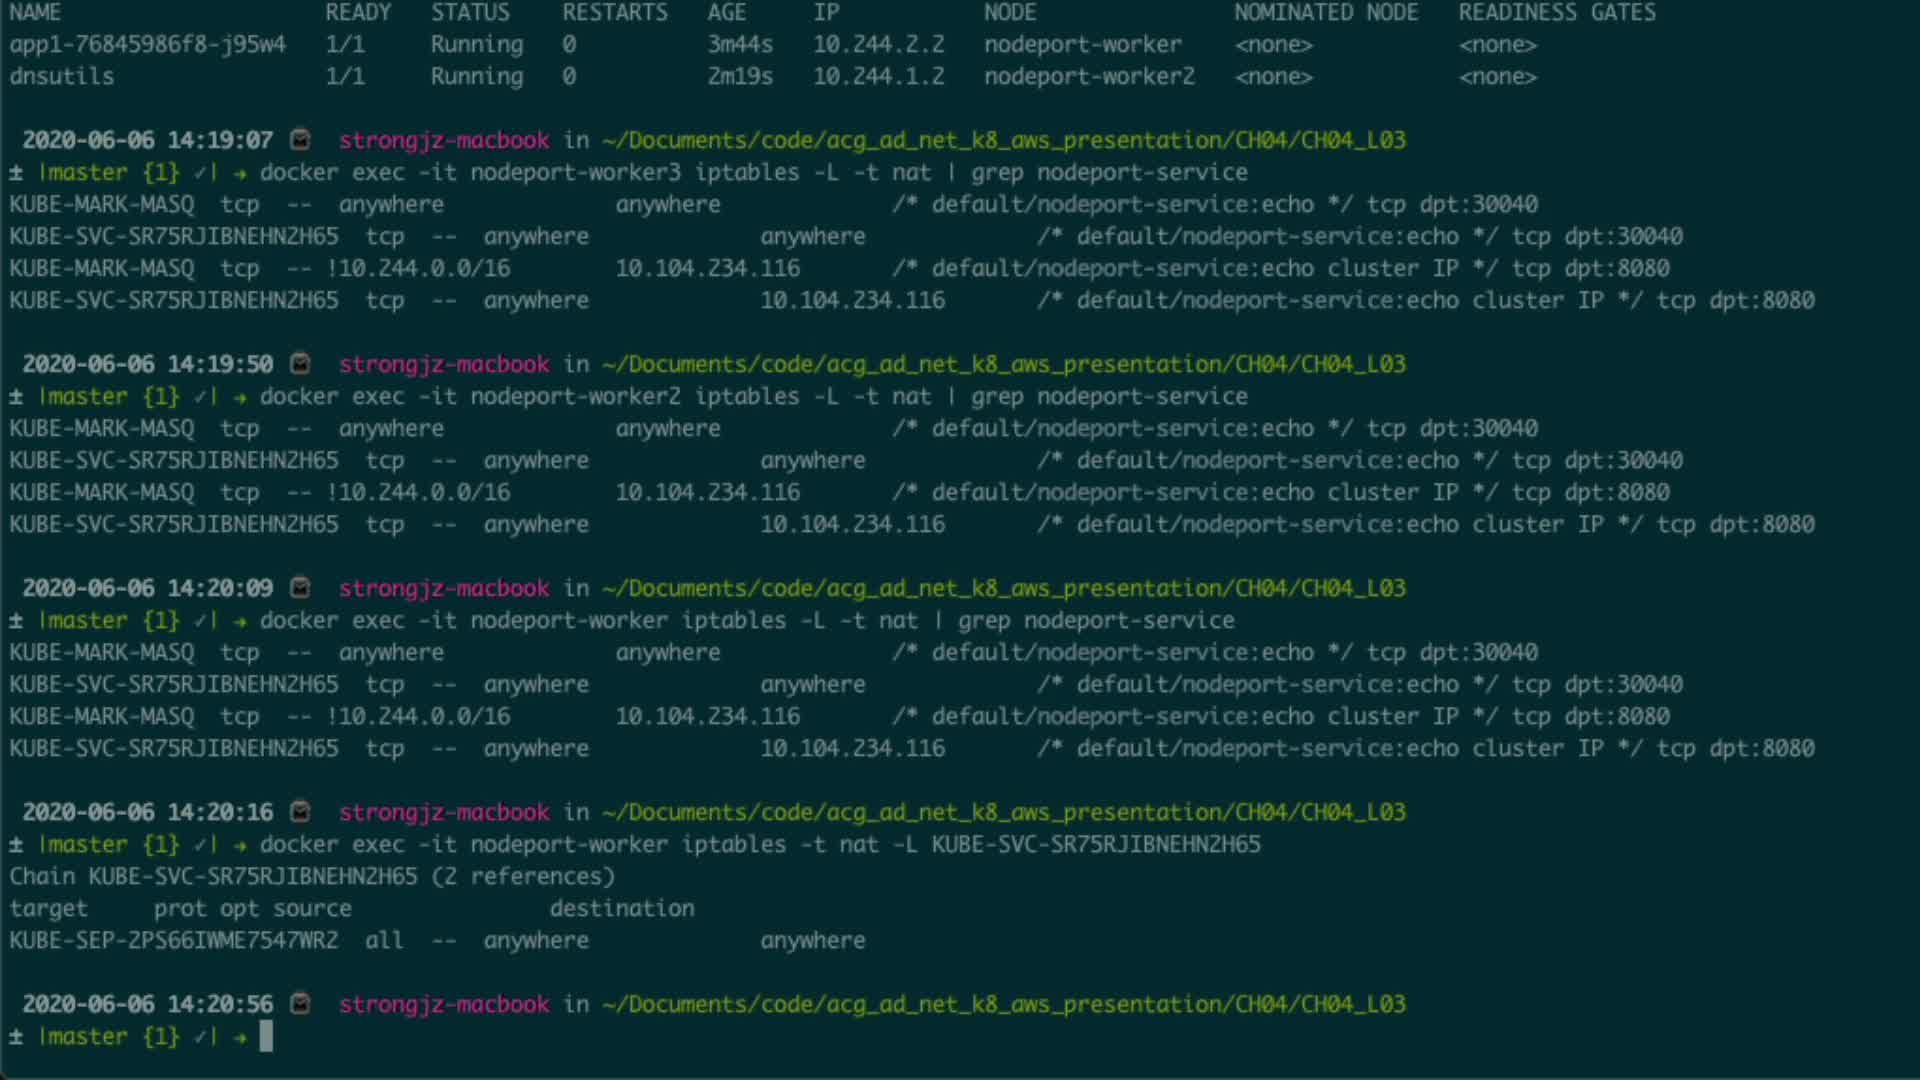 NAME READY STATUS RESTARTS AGE IP NODE NOMINATED NODE READINESS GATES
app1-76845986f8-j95w4 1/1 Running 0 3m44s 10.244.2.2 nodeport-worker <none> <none>
dnsutils 1/1 Running 0 2m19s 10.244.1.2 nodeport-worker2 <none> <none>
2020-06-06 14:19:07 strongjz-macbook in ~/Documents/code/acg_ad_net_k8_aws_presentation/CH04/CH04_L03
± |master {1} ✓| → docker exec -it nodeport-worker3 iptables -L -t nat | grep nodeport-service
KUBE-MARK-MASQ tcp -- anywhere anywhere /* default/nodeport-service:echo */ tcp dpt:30040
KUBE-SVC-SR75RJIBNEHN2H65 tcp -- anywhere anywhere /* default/nodeport-service:echo */ tcp dpt:30040
KUBE-MARK-MASQ tcp -- !10.244.0.0/16 10.104.234.116 /* default/nodeport-service:echo cluster IP */ tcp dpt:8080
KUBE-SVC-SR75RJIBNEHN2H65 tcp -- anywhere 10.104.234.116 /* default/nodeport-service:echo cluster IP */ tcp dpt:8080
2020-06-06 14:19:50 strongjz-macbook in ~/Documents/code/acg_ad_net_k8_aws_presentation/CH04/CH04_L03
± |master {1} ✓| → docker exec -it nodeport-worker2 iptables -L -t nat | grep nodeport-service
KUBE-MARK-MASQ tcp -- anywhere anywhere /* default/nodeport-service:echo */ tcp dpt:30040
KUBE-SVC-SR75RJIBNEHN2H65 tcp -- anywhere anywhere /* default/nodeport-service:echo */ tcp dpt:30040
KUBE-MARK-MASQ tcp -- !10.244.0.0/16 10.104.234.116 /* default/nodeport-service:echo cluster IP */ tcp dpt:8080
KUBE-SVC-SR75RJIBNEHN2H65 tcp -- anywhere 10.104.234.116 /* default/nodeport-service:echo cluster IP */ tcp dpt:8080
2020-06-06 14:20:09 strongjz-macbook in ~/Documents/code/acg_ad_net_k8_aws_presentation/CH04/CH04_L03
± |master {1} ✓| → docker exec -it nodeport-worker iptables -L -t nat | grep nodeport-service
KUBE-MARK-MASQ tcp -- anywhere anywhere /* default/nodeport-service:echo */ tcp dpt:30040
KUBE-SVC-SR75RJIBNEHN2H65 tcp -- anywhere anywhere /* default/nodeport-service:echo */ tcp dpt:30040
KUBE-MARK-MASQ tcp -- !10.244.0.0/16 10.104.234.116 /* default/nodeport-service:echo cluster IP */ tcp dpt:8080
KUBE-SVC-SR75RJIBNEHN2H65 tcp -- anywhere 10.104.234.116 /* default/nodeport-service:echo cluster IP */ tcp dpt:8080
2020-06-06 14:20:16 strongjz-macbook in ~/Documents/code/acg_ad_net_k8_aws_presentation/CH04/CH04_L03
± |master {1} ✓| → docker exec -it nodeport-worker iptables -t nat -L KUBE-SVC-SR75RJIBNEHN2H65
Chain KUBE-SVC-SR75RJIBNEHN2H65 (2 references)
target prot opt source destination
KUBE-SEP-2PS66IWME7547WR2 all -- anywhere anywhere
2020-06-06 14:20:56 strongjz-macbook in ~/Documents/code/acg_ad_net_k8_aws_presentation/CH04/CH04_L03
± |master {1} ✓| →